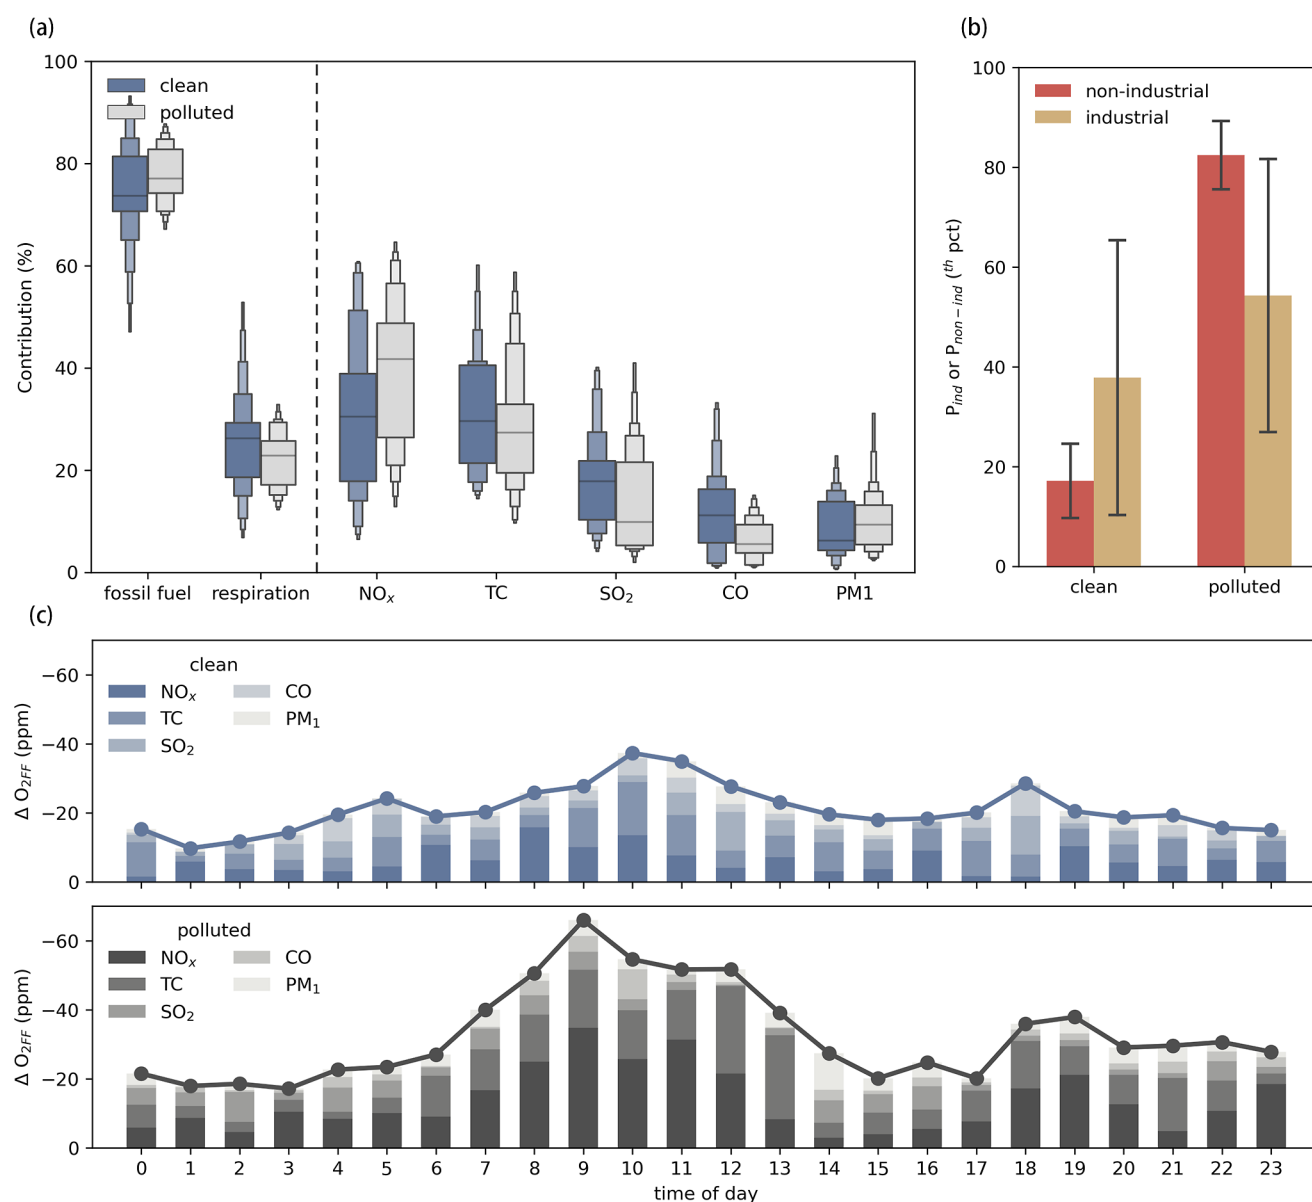 (a)
100
80
60
40
20
0
Contribution (%)
clean
polluted
fossil fuel respiration NOₓ TC SO₂ CO PM1
(b)
100
80
60
40
20
0
P_ind or P_non−ind (ᵗʰ pct)
non-industrial
industrial
clean polluted
(c)
−60
−40
−20
0
Δ O_2FF (ppm)
clean
NOₓ CO
TC PM₁
SO₂
−60
−40
−20
0
Δ O_2FF (ppm)
polluted
NOₓ CO
TC PM₁
SO₂
0 1 2 3 4 5 6 7 8 9 10 11 12 13 14 15 16 17 18 19 20 21 22 23
time of day